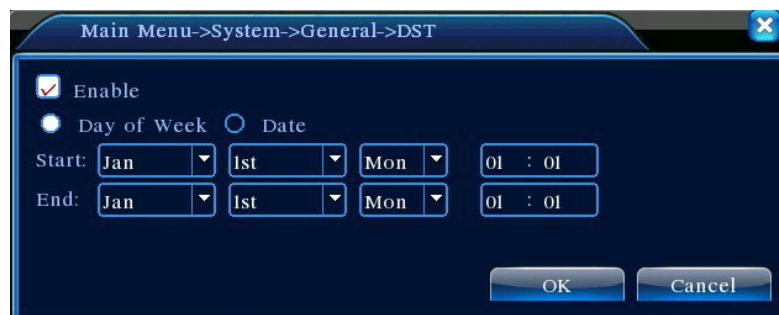 Main Menu->System->General->DST
Enable
Day of Week Date
Start: Jan 1st Mon 01 : 01
End: Jan 1st Mon 01 : 01
OK Cancel